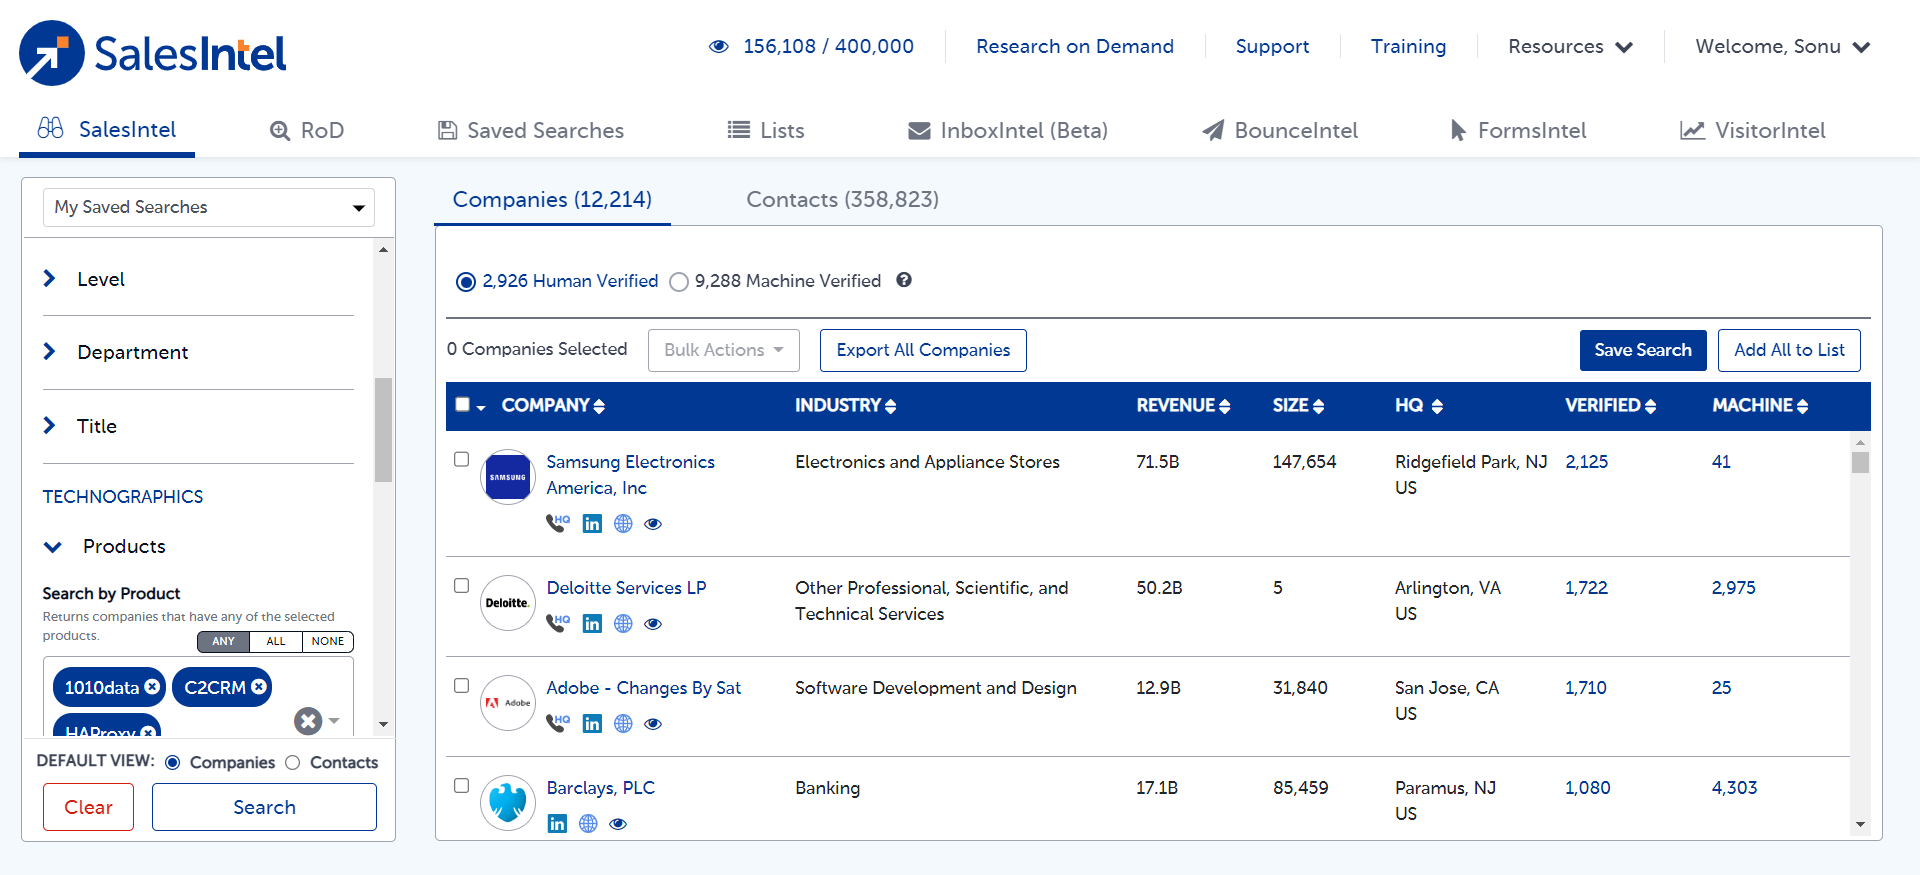 SalesIntel
156,108 / 400,000
Research on Demand
Support
Training
Resources
Welcome, Sonu
SalesIntel
RoD
Saved Searches
Lists
InboxIntel (Beta)
BounceIntel
FormsIntel
VisitorIntel
My Saved Searches
Level
Department
Title
TECHNOGRAPHICS
Products
Search by Product
Returns companies that have any of the selected
products.
ANY ALL NONE
1010data C2CRM
HAProxy
DEFAULT VIEW: Companies Contacts
Clear Search
Companies (12,214) Contacts (358,823)
2,926 Human Verified 9,288 Machine Verified
0 Companies Selected Bulk Actions Export All Companies Save Search Add All to List
COMPANY INDUSTRY REVENUE SIZE HQ VERIFIED MACHINE
SAMSUNG
Samsung Electronics Electronics and Appliance Stores 71.5B 147,654 Ridgefield Park, NJ 2,125 41
America, Inc US
HQ in
Deloitte.
Deloitte Services LP Other Professional, Scientific, and 50.2B 5 Arlington, VA 1,722 2,975
Technical Services US
HQ in
Adobe
Adobe - Changes By Sat Software Development and Design 12.9B 31,840 San Jose, CA 1,710 25
US
HQ in
Barclays, PLC Banking 17.1B 85,459 Paramus, NJ 1,080 4,303
US
in